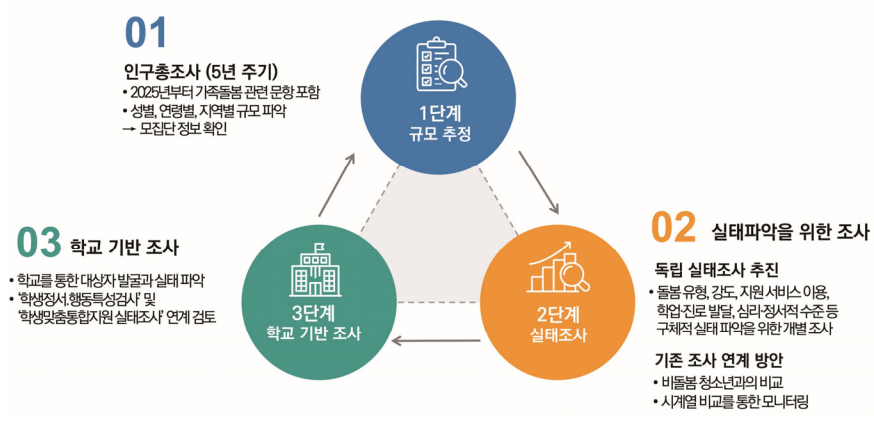 01
인구총조사 (5년 주기)
• 2025년부터 가족돌봄 관련 문항 포함
• 성별, 연령별, 지역별 규모 파악
→ 모집단 정보 확인
1단계
규모 추정
02 실태파악을 위한 조사
독립 실태조사 추진
• 돌봄 유형, 강도, 지원 서비스 이용,
학업·진로 발달, 심리·정서적 수준 등
구체적 실태 파악을 위한 개별 조사
기존 조사 연계 방안
• 비돌봄 청소년과의 비교
• 시계열 비교를 통한 모니터링
2단계
실태조사
03 학교 기반 조사
• 학교를 통한 대상자 발굴과 실태 파악
• ‘학생정서.행동특성검사’ 및
‘학생맞춤통합지원 실태조사’ 연계 검토
3단계
학교 기반 조사